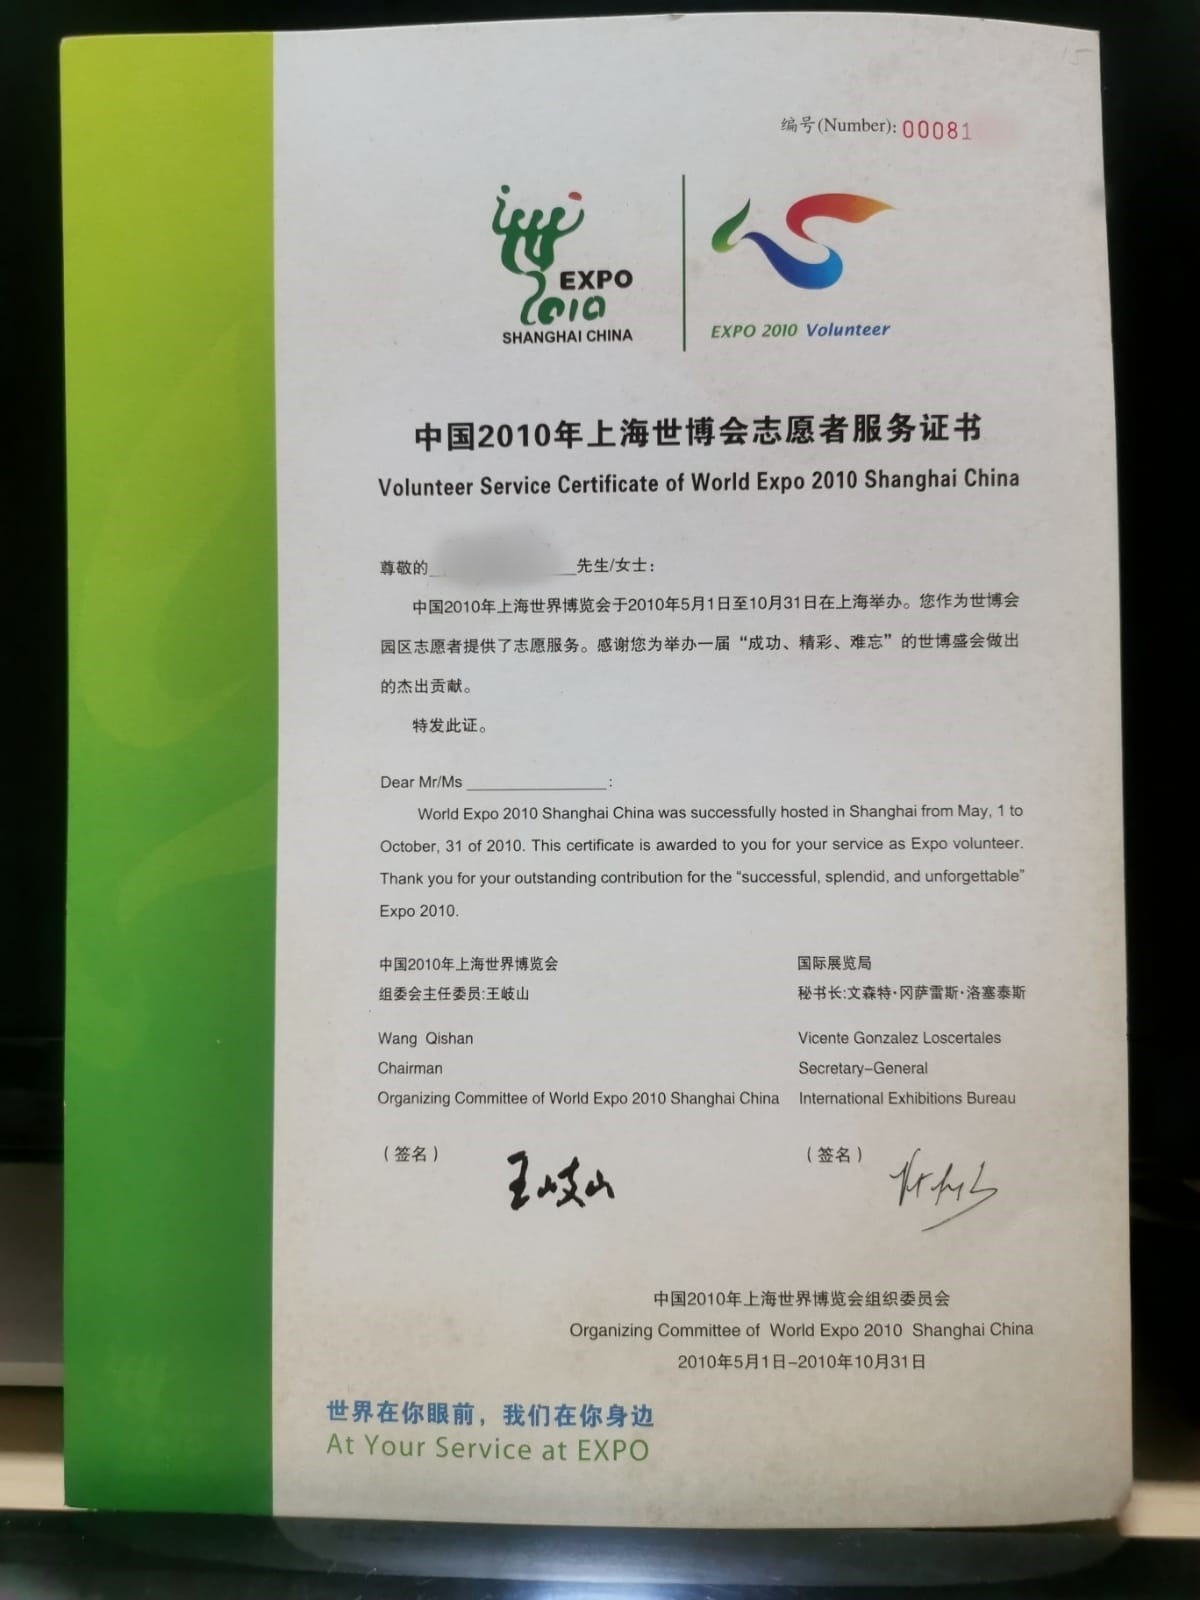 编号(Number): 00081
EXPO
2010
SHANGHAI CHINA
EXPO 2010 Volunteer
中国2010年上海世博会志愿者服务证书
Volunteer Service Certificate of World Expo 2010 Shanghai China
尊敬的__________先生/女士：
中国2010年上海世界博览会于2010年5月1日至10月31日在上海举办。您作为世博会
园区志愿者提供了志愿服务。感谢您为举办一届“成功、精彩、难忘”的世博盛会做出
的杰出贡献。
特发此证。
Dear Mr/Ms __________:
World Expo 2010 Shanghai China was successfully hosted in Shanghai from May, 1 to
October, 31 of 2010. This certificate is awarded to you for your service as Expo volunteer.
Thank you for your outstanding contribution for the “successful, splendid, and unforgettable”
Expo 2010.
中国2010年上海世界博览会
组委会主任委员:王岐山
Wang Qishan
Chairman
Organizing Committee of World Expo 2010 Shanghai China
（签名）
王岐山
国际展览局
秘书长:文森特·冈萨雷斯·洛塞泰斯
Vicente Gonzalez Loscertales
Secretary–General
International Exhibitions Bureau
（签名）
中国2010年上海世界博览会组织委员会
Organizing Committee of World Expo 2010 Shanghai China
2010年5月1日–2010年10月31日
世界在你眼前，我们在你身边
At Your Service at EXPO